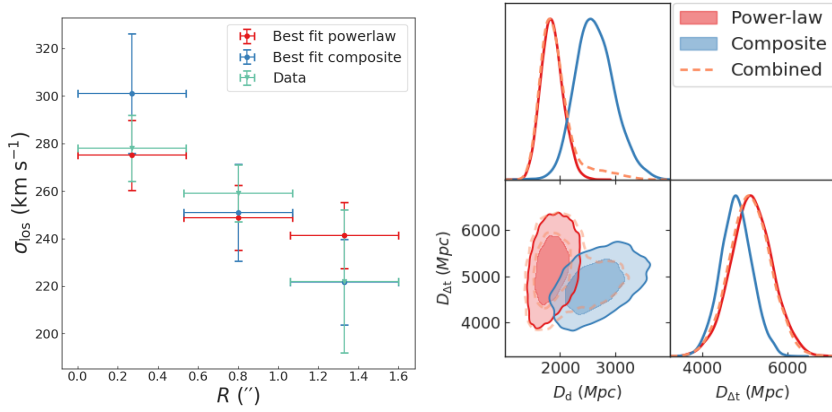 Best fit powerlaw
Best fit composite
Data
320
300
280
260
240
220
200
σlos (km s⁻¹)
0.0 0.2 0.4 0.6 0.8 1.0 1.2 1.4 1.6
R (″)
Power-law
Composite
Combined
6000
5000
4000
DΔt (Mpc)
2000 3000
Dd (Mpc)
4000 6000
DΔt (Mpc)